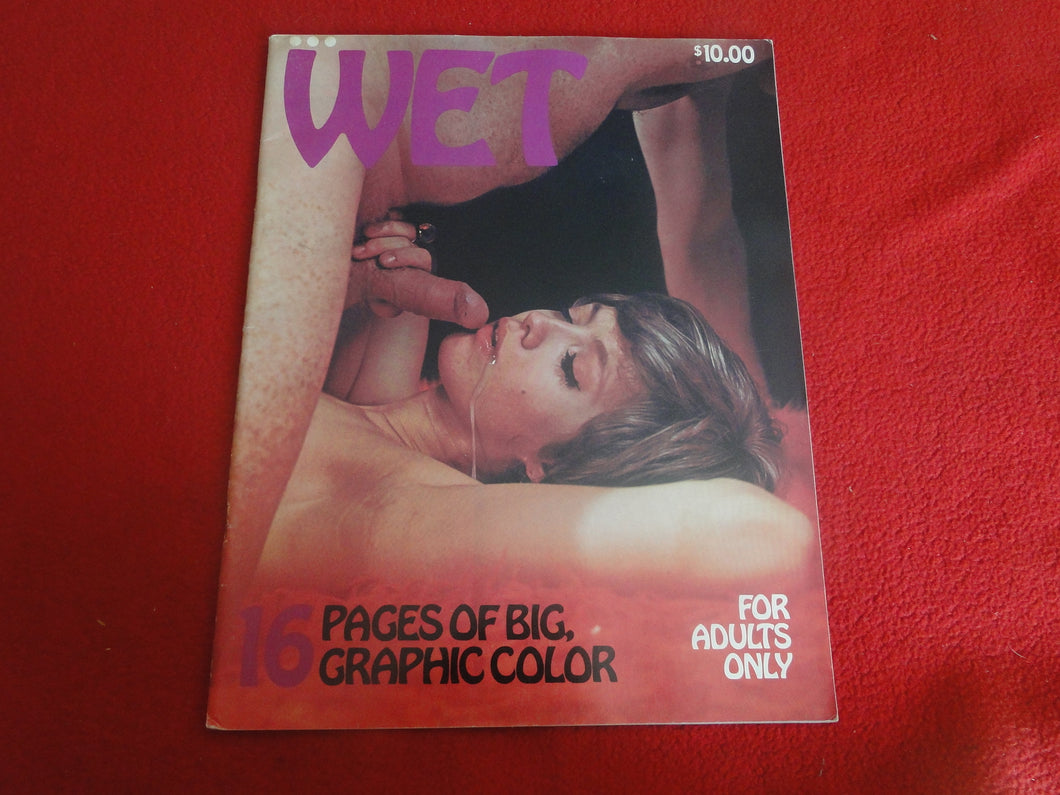 WET
$10.00
16 PAGES OF BIG,
GRAPHIC COLOR
FOR
ADULTS
ONLY